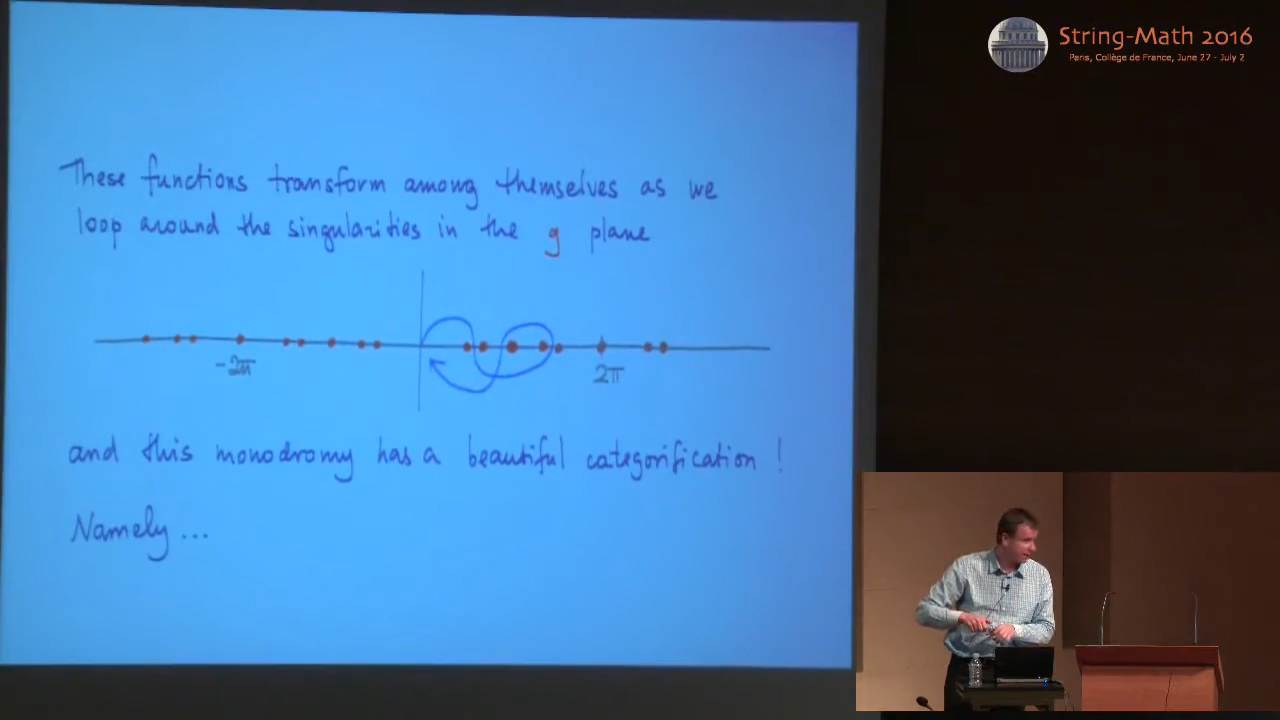 String-Math 2016
Paris, Collège de France, June 27 - July 2
These functions transform among themselves as we
loop around the singularities in the g plane
-2π
2π
and this monodromy has a beautiful categorification !
Namely...